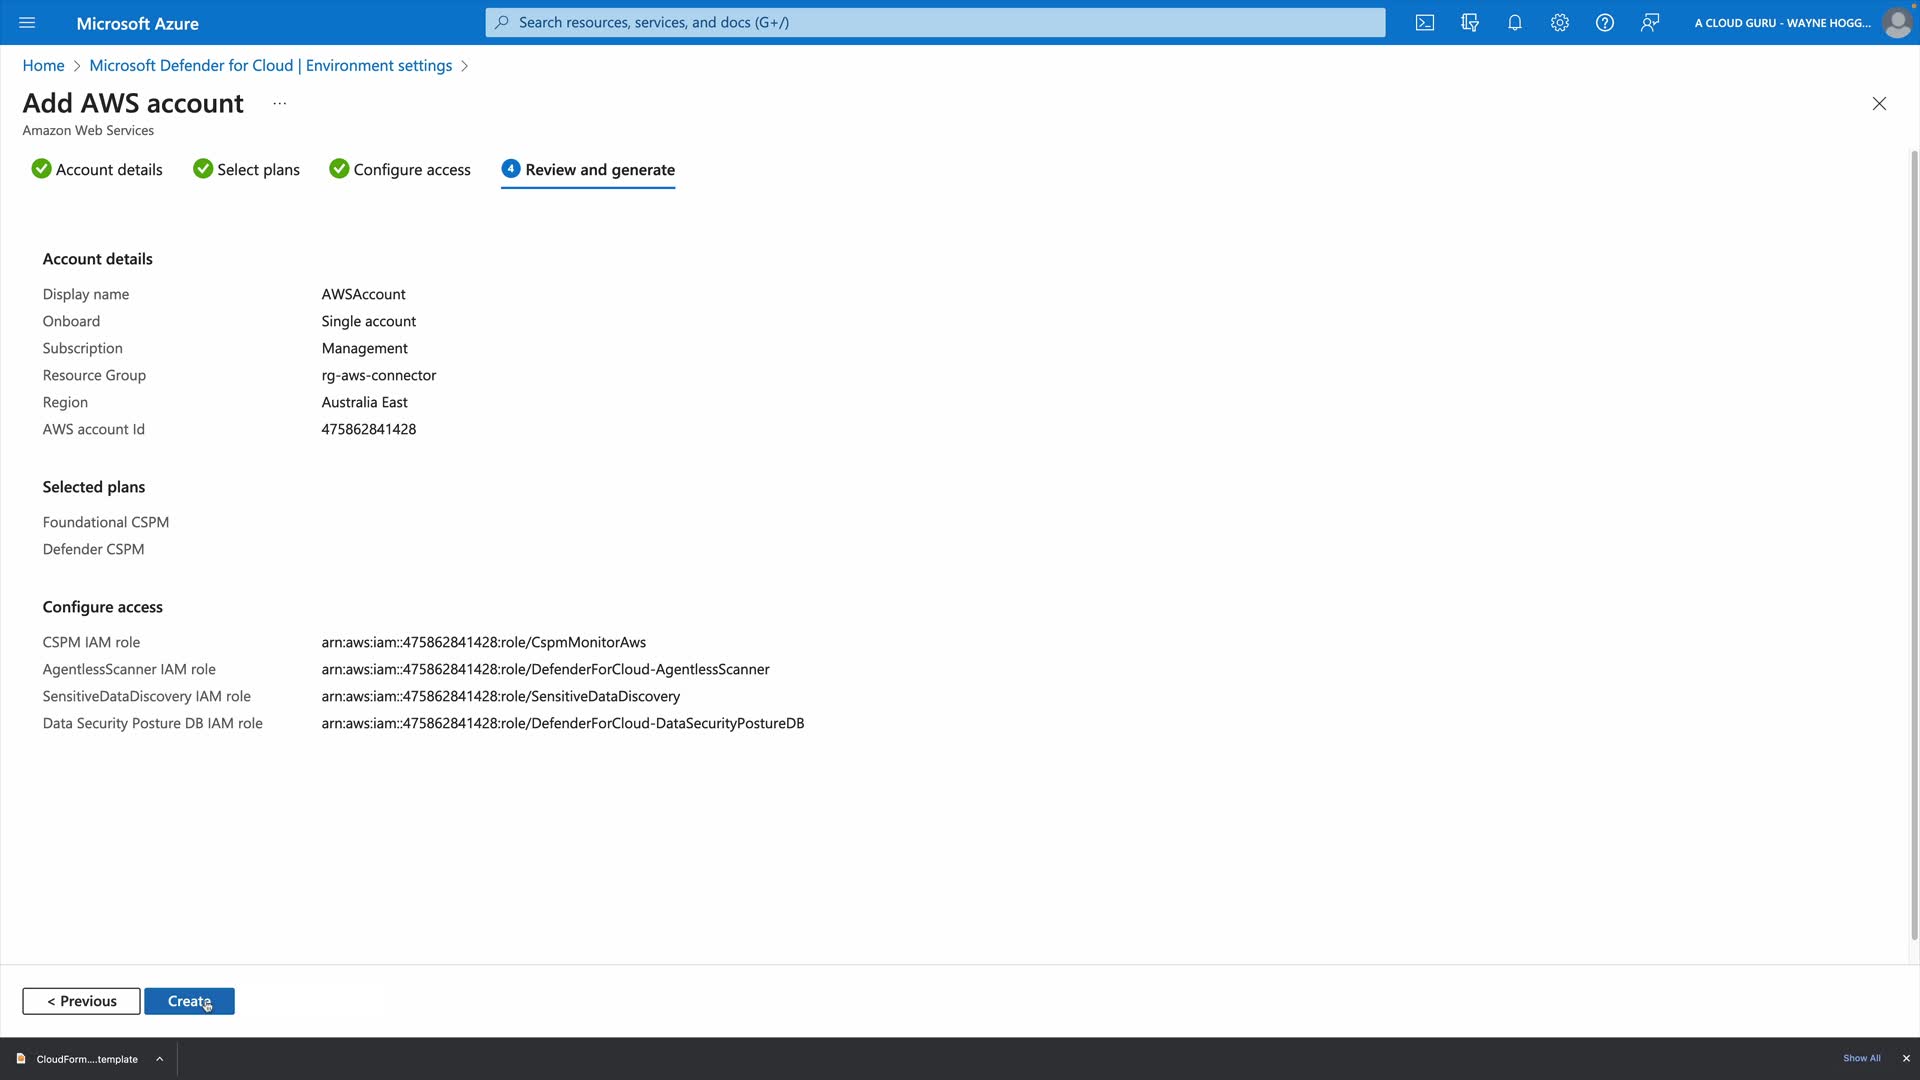 Microsoft Azure
Search resources, services, and docs (G+/)
A CLOUD GURU - WAYNE HOGG...
Home > Microsoft Defender for Cloud | Environment settings >
Add AWS account ...
Amazon Web Services
Account details
Select plans
Configure access
4 Review and generate
Account details
Display name AWSAccount
Onboard Single account
Subscription Management
Resource Group rg-aws-connector
Region Australia East
AWS account Id 475862841428
Selected plans
Foundational CSPM
Defender CSPM
Configure access
CSPM IAM role arn:aws:iam::475862841428:role/CspmMonitorAws
AgentlessScanner IAM role arn:aws:iam::475862841428:role/DefenderForCloud-AgentlessScanner
SensitiveDataDiscovery IAM role arn:aws:iam::475862841428:role/SensitiveDataDiscovery
Data Security Posture DB IAM role arn:aws:iam::475862841428:role/DefenderForCloud-DataSecurityPostureDB
< Previous
Create
CloudForm....template
Show All